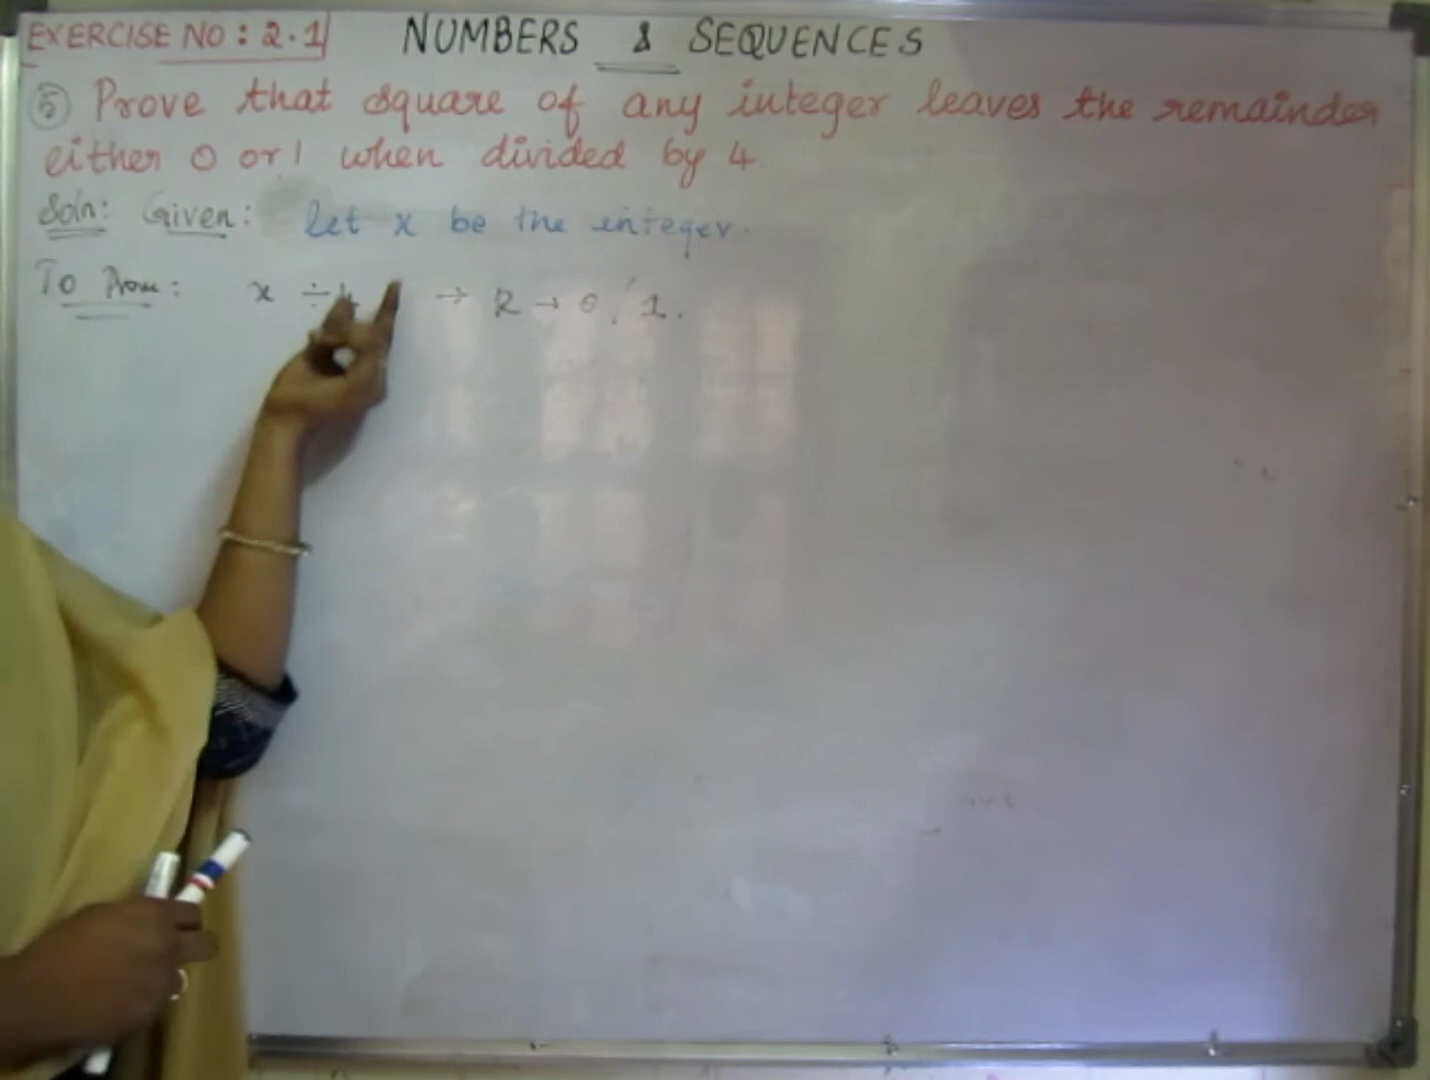 EXERCISE NO : 2.1 NUMBERS & SEQUENCES
⑤ Prove that square of any integer leaves the remainder
either 0 or 1 when divided by 4.
Soln: Given: let x be the integer.
To Prove: x ÷ 4 → R → 0, 1.